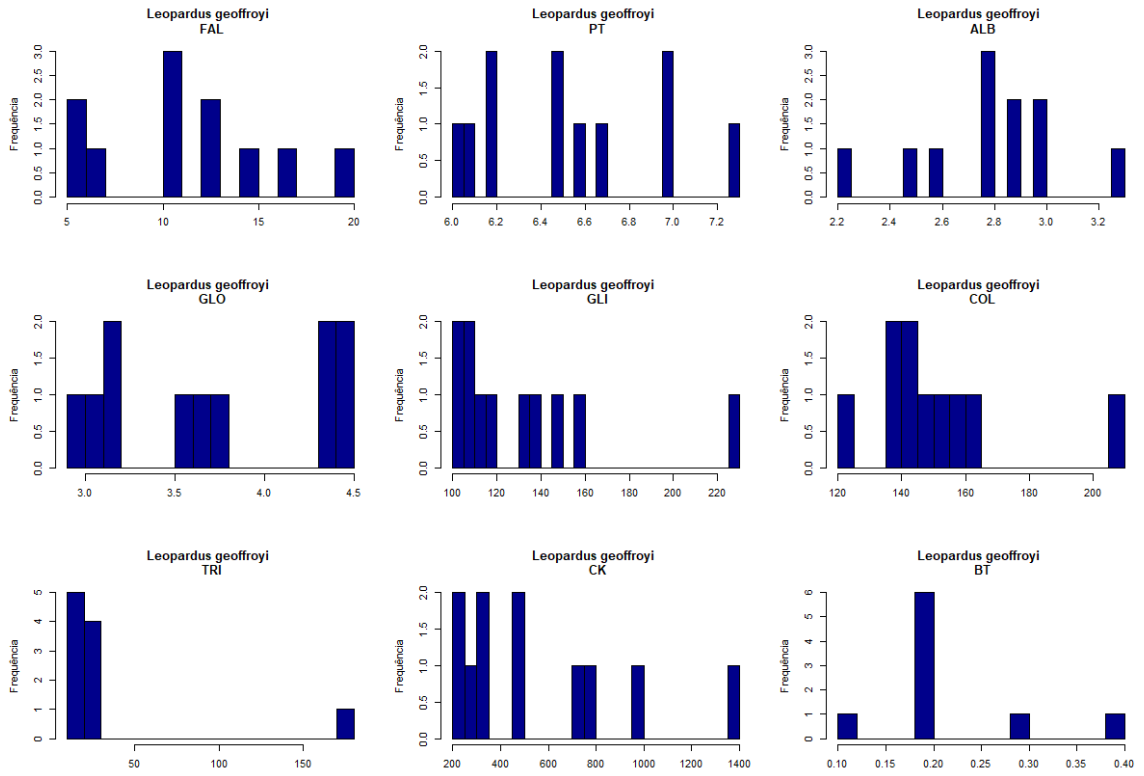 Leopardus geoffroyi
FAL
Frequência
0.0 0.5 1.0 1.5 2.0 2.5 3.0
5 10 15 20
Leopardus geoffroyi
PT
Frequência
0.0 0.5 1.0 1.5 2.0
6.0 6.2 6.4 6.6 6.8 7.0 7.2
Leopardus geoffroyi
ALB
Frequência
0.0 0.5 1.0 1.5 2.0 2.5 3.0
2.2 2.4 2.6 2.8 3.0 3.2
Leopardus geoffroyi
GLO
Frequência
0.0 0.5 1.0 1.5 2.0
3.0 3.5 4.0 4.5
Leopardus geoffroyi
GLI
Frequência
0.0 0.5 1.0 1.5 2.0
100 120 140 160 180 200 220
Leopardus geoffroyi
COL
Frequência
0.0 0.5 1.0 1.5 2.0
120 140 160 180 200
Leopardus geoffroyi
TRI
Frequência
0 1 2 3 4 5
50 100 150
Leopardus geoffroyi
CK
Frequência
0.0 0.5 1.0 1.5 2.0
200 400 600 800 1000 1200 1400
Leopardus geoffroyi
BT
Frequência
0 1 2 3 4 5 6
0.10 0.15 0.20 0.25 0.30 0.35 0.40